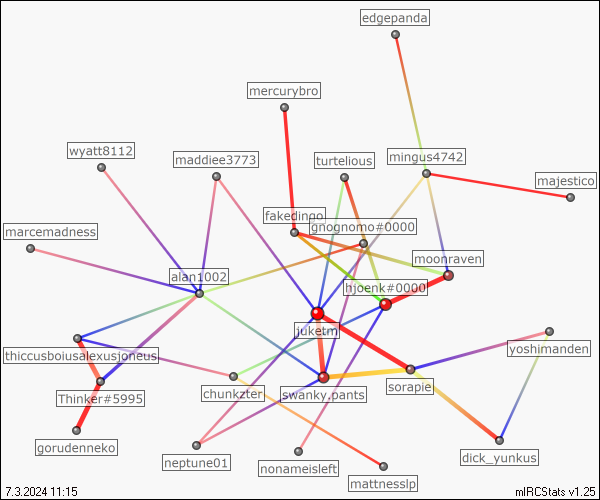 edgepanda
mercurybro
wyatt8112
maddiee3773
turtelious
mingus4742
majestico
fakedinpo
gnognomo#0000
marcemadness
moonraven
alan1002
hjoenk#0000
juketm
thiccusboiusalexusjoneus
yoshimanden
swanky.pants
sorapie
chunkzter
Thinker#5995
gorudenneko
neptune01
nonameisleft
dick_yunkus
mattnesslp
7.3.2024 11:15
mIRCStats v1.25